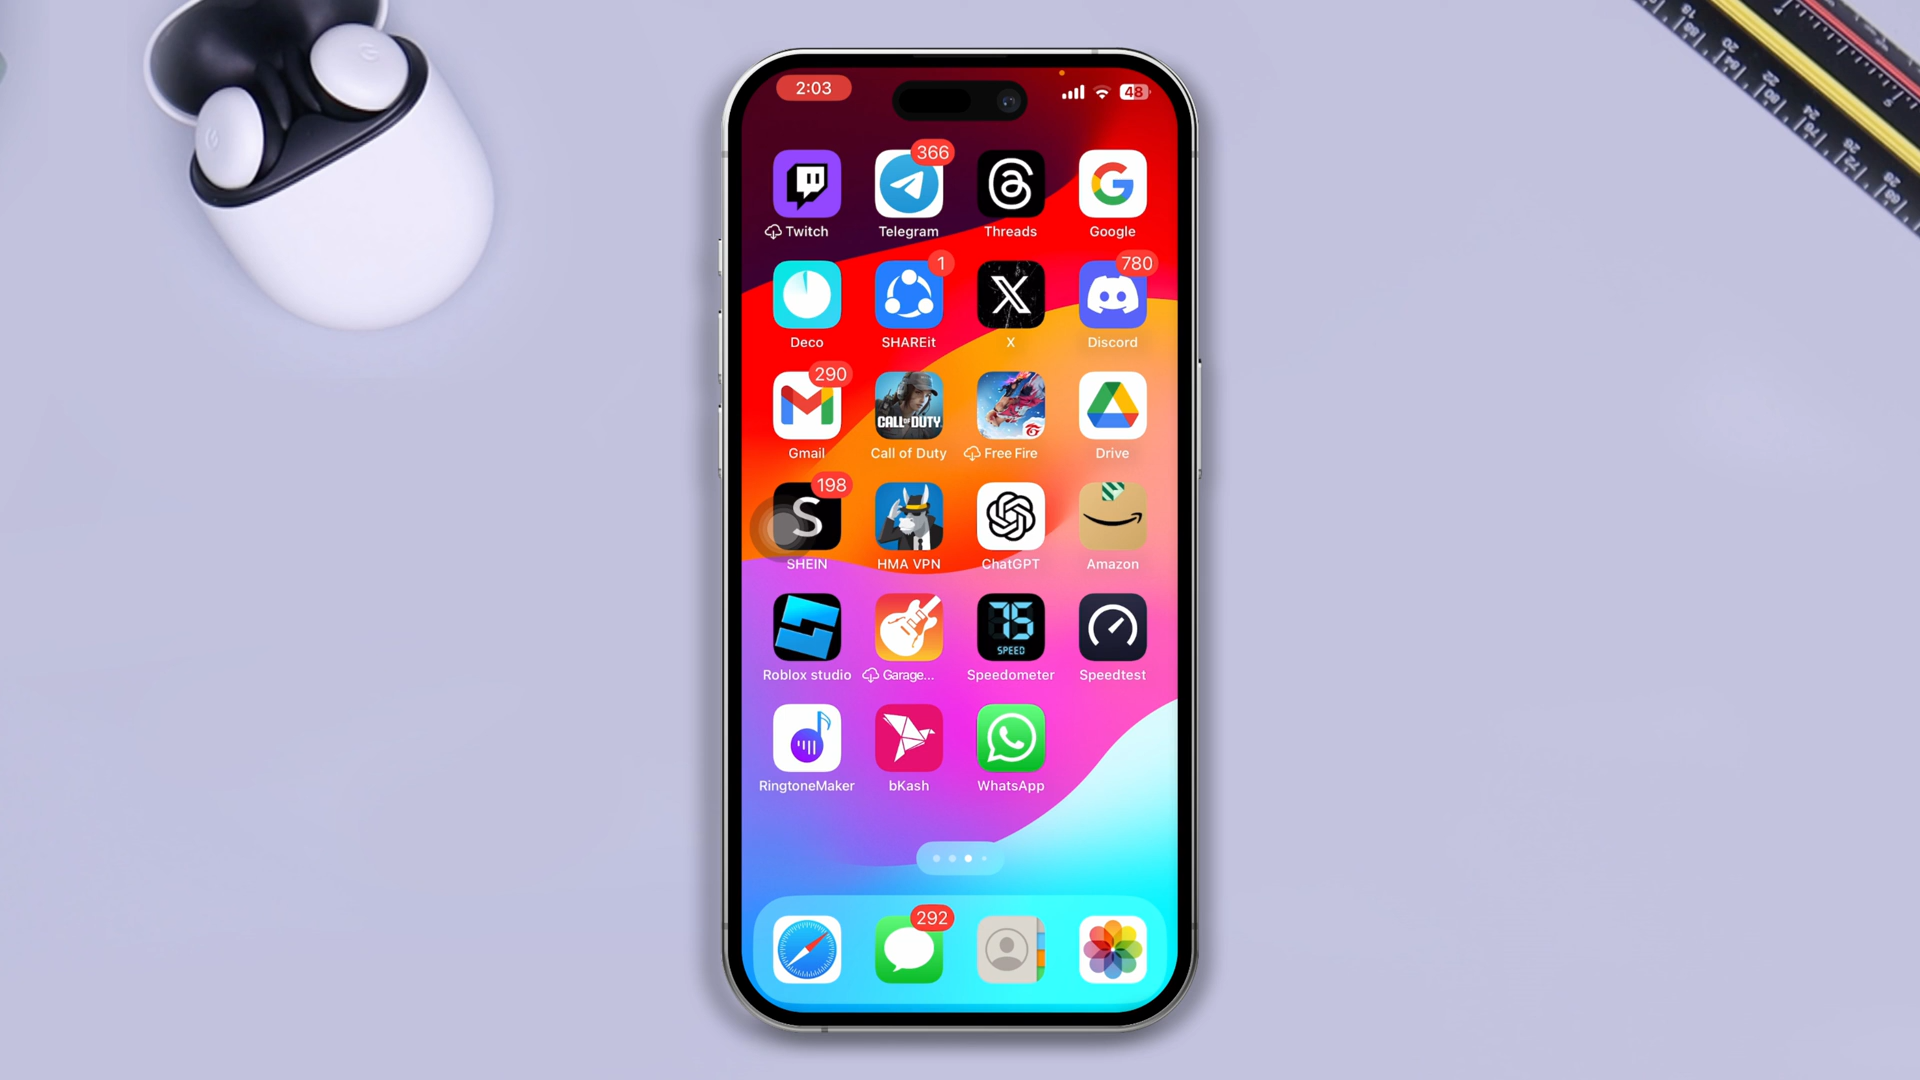 2:03
48
366
Twitch
Telegram
Threads
Google
1
780
Deco
SHAREit
X
Discord
290
CALL OF DUTY
Gmail
Call of Duty
Free Fire
Drive
198
S
SHEIN
HMA VPN
ChatGPT
Amazon
75
SPEED
Roblox studio
Garage...
Speedometer
Speedtest
RingtoneMaker
bKash
WhatsApp
292